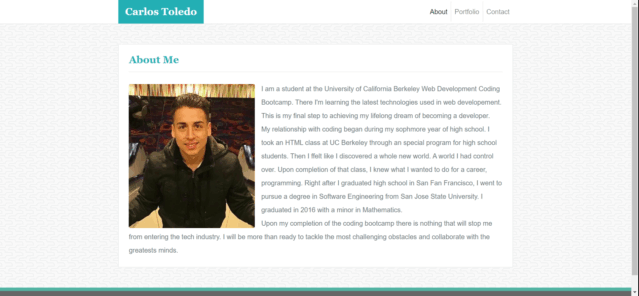 Carlos Toledo
About
Portfolio
Contact
About Me
I am a student at the University of California Berkeley Web Development Coding
Bootcamp. There I'm learning the latest technologies used in web developement.
This is my final step to achieving my lifelong dream of becoming a developer.
My relationship with coding began during my sophmore year of high school. I
took an HTML class at UC Berkeley through an special program for high school
students. Then I flelt like I discovered a whole new world. A world I had control
over. Upon completion of that class, I knew what I wanted to do for a career,
programming. Right after I graduated high school in San Fan Francisco, I went to
pursue a degree in Software Engineering from San Jose State University. I
graduated in 2016 with a minor in Mathematics.
Upon my completion of the coding bootcamp there is nothing that will stop me
from entering the tech industry. I will be more than ready to tackle the most challenging obstacles and collaborate with the
greatests minds.